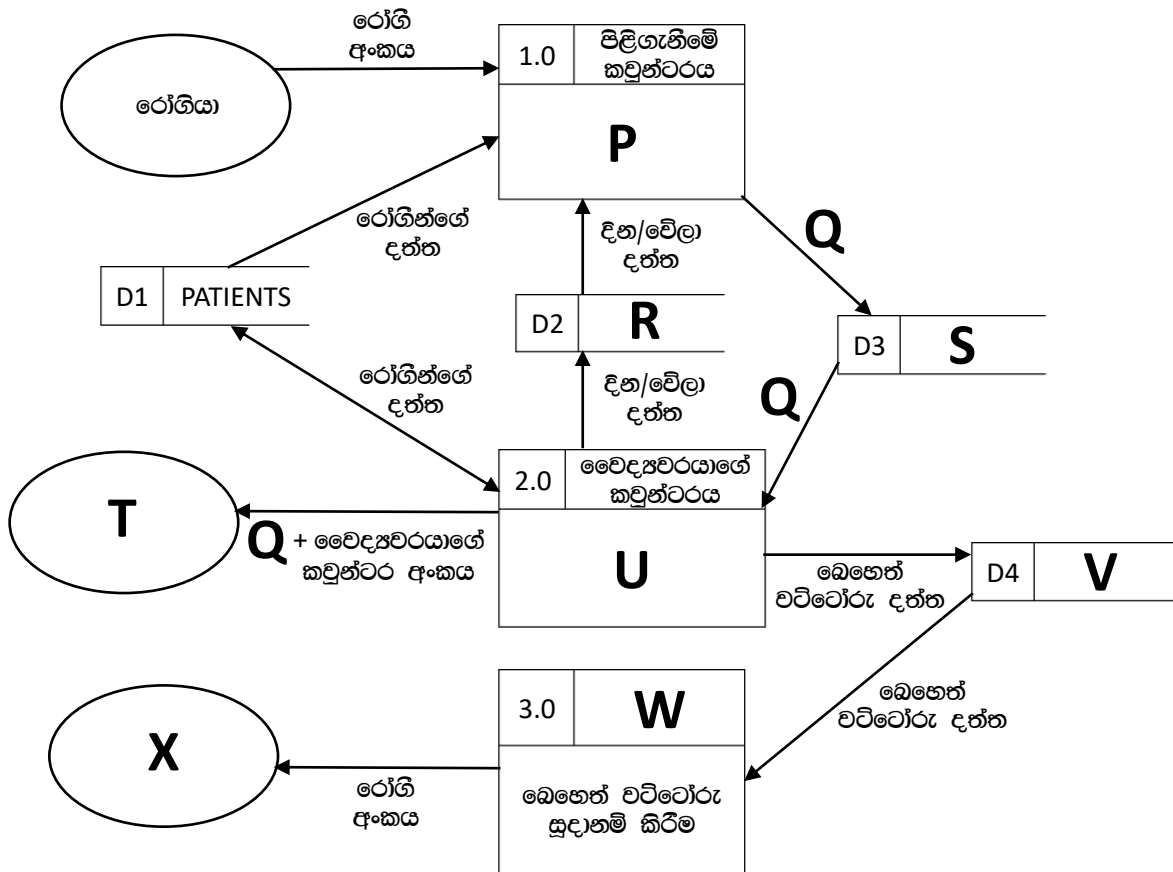 රෝගී
අංකය
රෝගියා
1.0
පිළිගැනීමේ
කවුන්ටරය
P
රෝගීන්ගේ
දත්ත
දින/වේලා
දත්ත
Q
D1
PATIENTS
D2
R
D3
S
රෝගීන්ගේ
දත්ත
දින/වේලා
දත්ත
Q
2.0
වෛද්‍යවරයාගේ
කවුන්ටරය
T
Q + වෛද්‍යවරයාගේ
කවුන්ටර අංකය
U
බෙහෙත්
වට්ටෝරු දත්ත
D4
V
3.0
W
බෙහෙත්
වට්ටෝරු දත්ත
X
රෝගී
අංකය
බෙහෙත් වට්ටෝරු
සූදානම් කිරීම